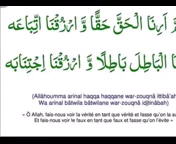 مَّ أَرِنَا الْحَقَّ حَقًّا وَّ ارْزُقْنَا اتِّبَاعَه
نَا الْبَاطِلَ بَاطِلًا وَّ ارْزُقْنَا اجْتِنَابَه
(Allâhoumma arinal haqqa haqqane war-zouqnâ ittibâ'ah
Wa arinal bâtwila bâtwilane war-zouqnâ idjtinâbah)
« Ô Allah, fais-nous voir la vérité en tant que vérité et fasse qu'on la
Et fais-nous voir le faux en tant que faux et fasse qu'on l'évite »